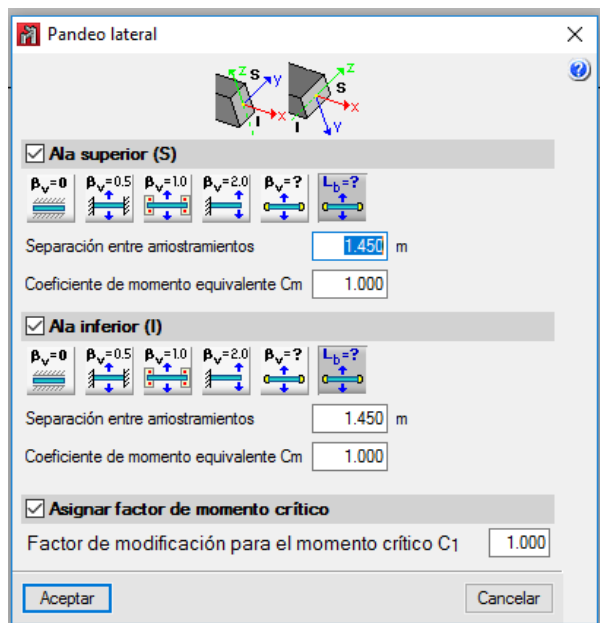 Pandeo lateral
z S y x I
z S x I y
Ala superior (S)
βv=0 βv=0.5 βv=1.0 βv=2.0 βv=? Lb=?
Separación entre arriostramientos 1.450 m
Coeficiente de momento equivalente Cm 1.000
Ala inferior (I)
βv=0 βv=0.5 βv=1.0 βv=2.0 βv=? Lb=?
Separación entre arriostramientos 1.450 m
Coeficiente de momento equivalente Cm 1.000
Asignar factor de momento crítico
Factor de modificación para el momento crítico C1 1.000
Aceptar Cancelar